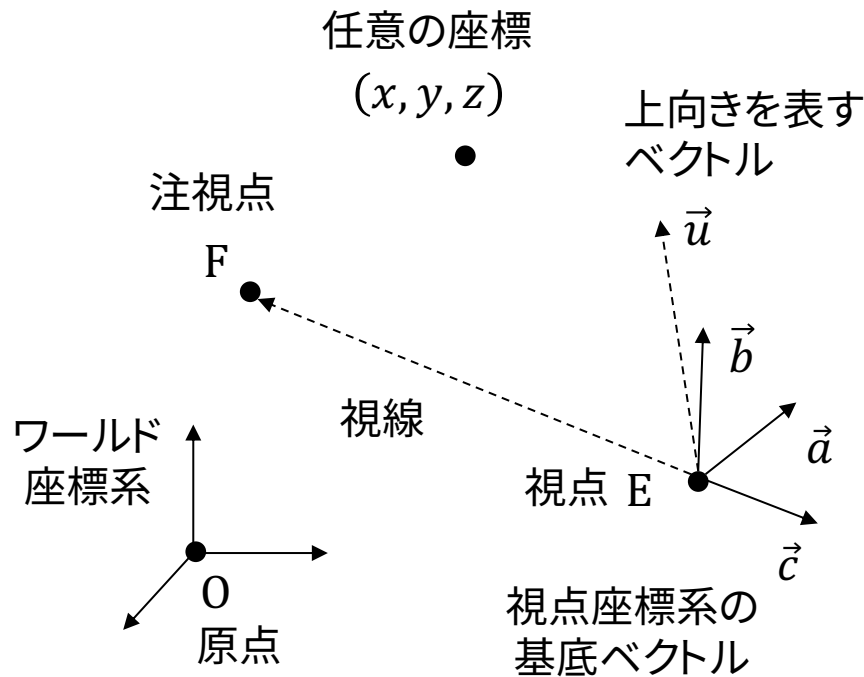 任意の座標
(x, y, z)
上向きを表す
ベクトル
注視点
F
u⃗
b⃗
視線
a⃗
ワールド
座標系
視点 E
c⃗
O
原点
視点座標系の
基底ベクトル